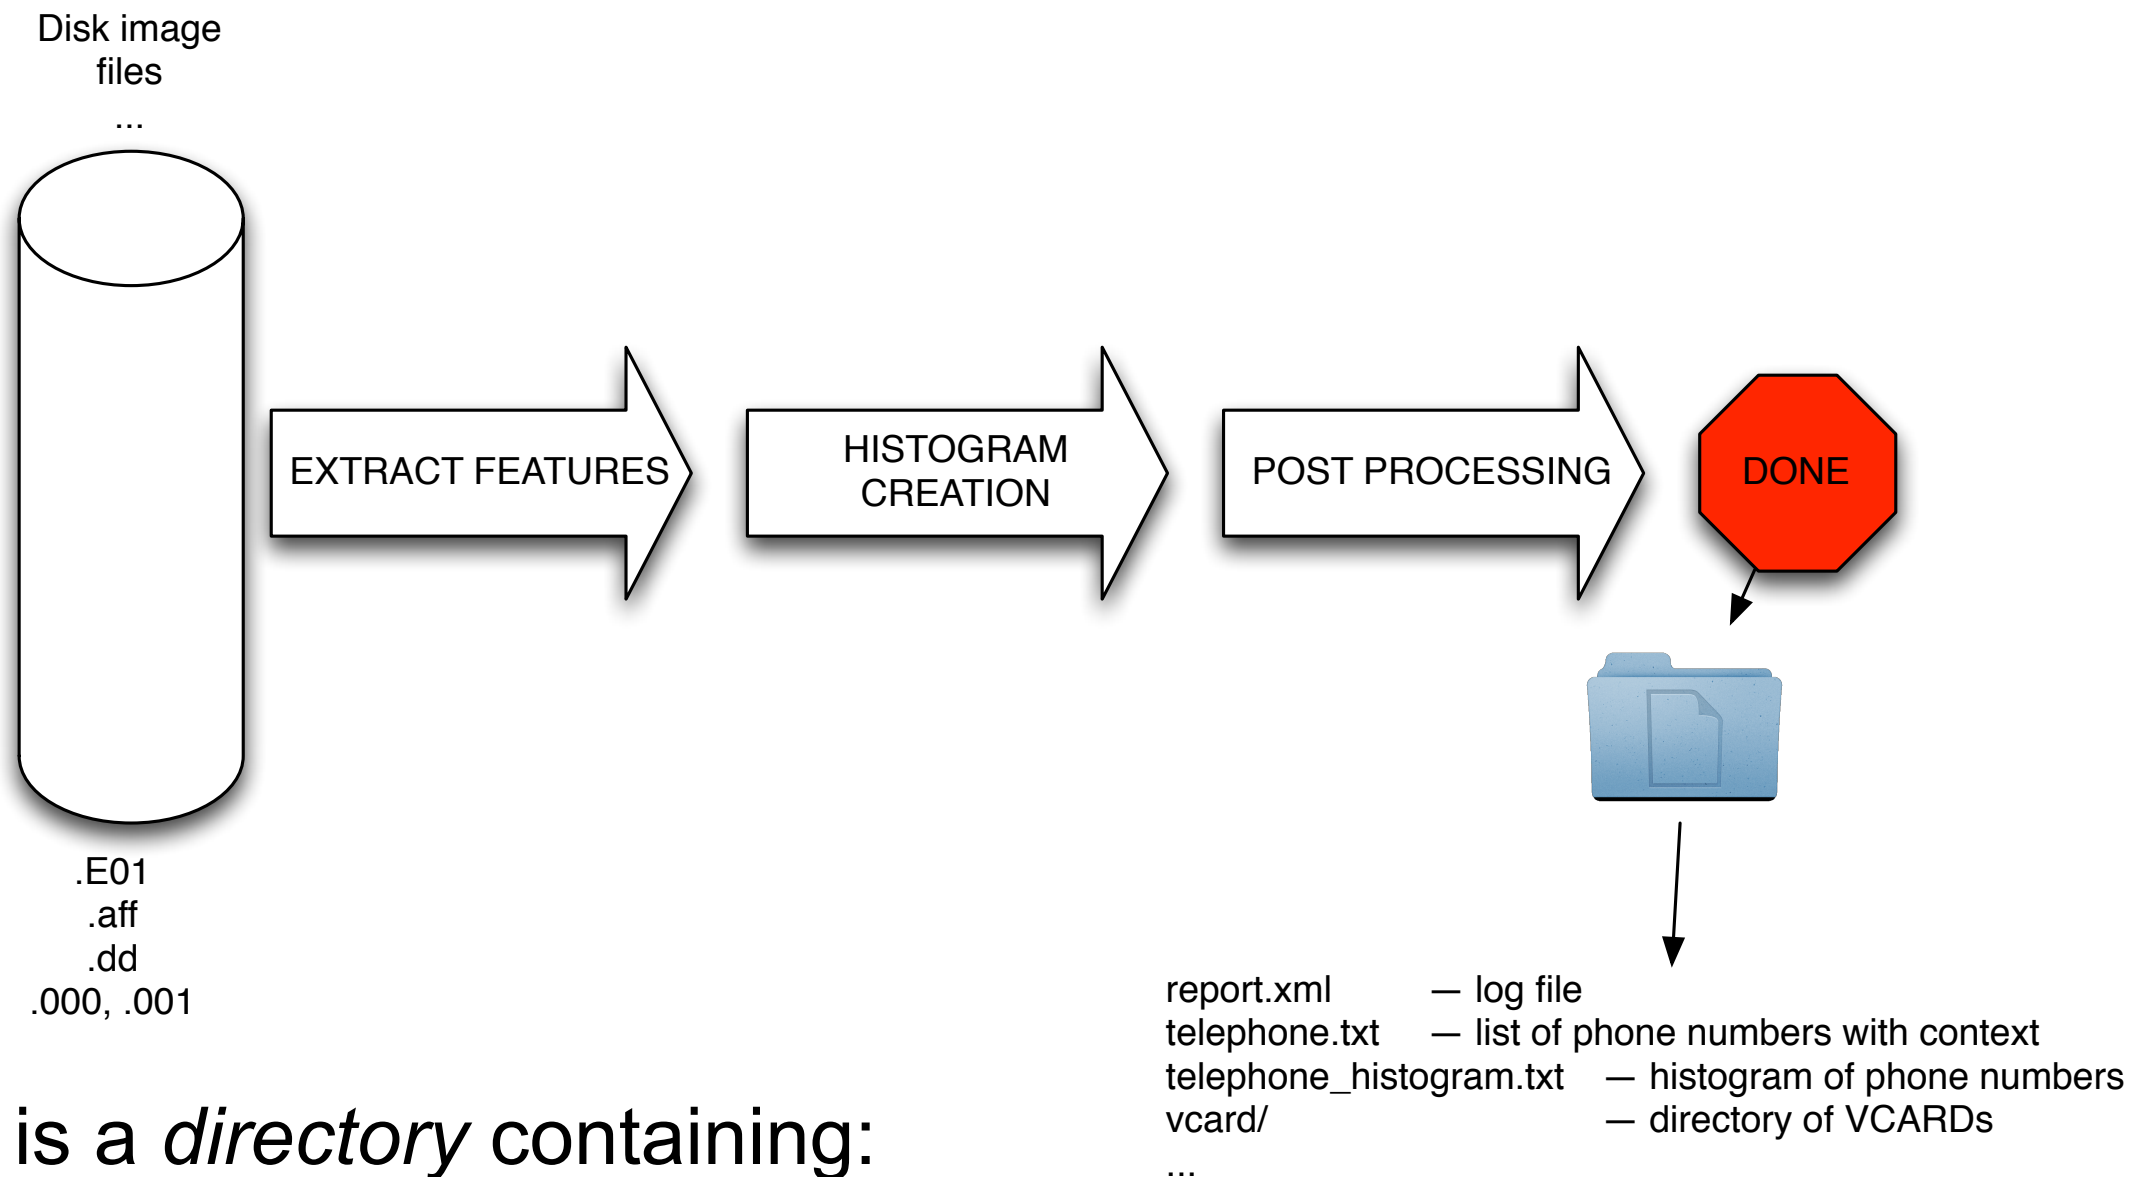 Disk image
files
...
EXTRACT FEATURES
HISTOGRAM
CREATION
POST PROCESSING
DONE
.E01
.aff
.dd
.000, .001
report.xml — log file
telephone.txt — list of phone numbers with context
telephone_histogram.txt — histogram of phone numbers
vcard/ — directory of VCARDs
...
is a directory containing: